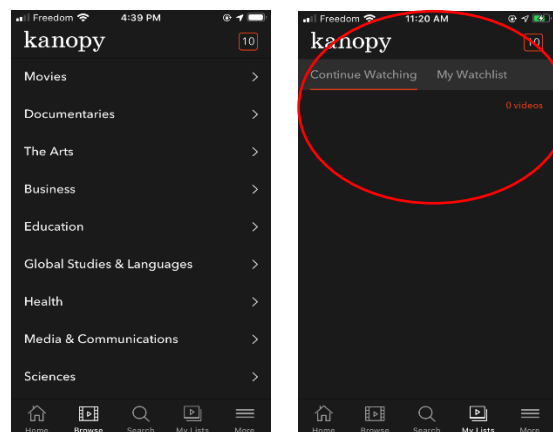 Freedom 4:39 PM
kanopy 10
Movies
Documentaries
The Arts
Business
Education
Global Studies & Languages
Health
Media & Communications
Sciences
Home Browse Search My Lists More
Freedom 11:20 AM
kanopy 10
Continue Watching My Watchlist
0 videos
Home Browse Search My Lists More